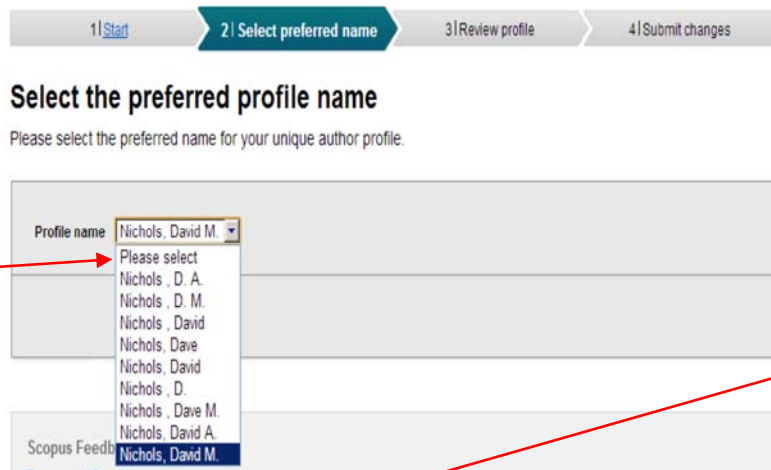 1 | Start 2 | Select preferred name 3 | Review profile 4 | Submit changes
Select the preferred profile name
Please select the preferred name for your unique author profile.
Profile name Nichols, David M.
Please select
Nichols , D. A.
Nichols , D. M.
Nichols , David
Nichols, Dave
Nichols, David
Nichols , D.
Nichols , Dave M.
Nichols, David A.
Nichols, David M.
Scopus Feedb